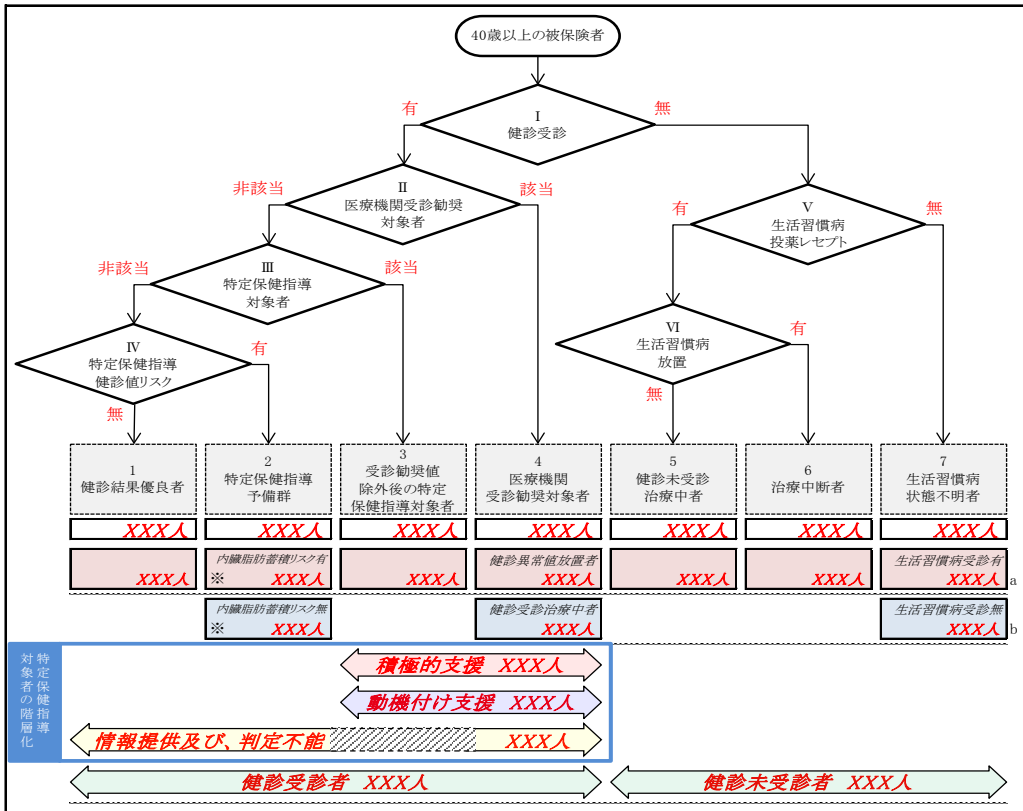 40歳以上の被保険者
有
Ⅰ
健診受診
無
非該当
Ⅱ
医療機関受診勧奨
対象者
該当
有
Ⅴ
生活習慣病
投薬レセプト
無
非該当
Ⅲ
特定保健指導
対象者
該当
Ⅳ
特定保健指導
健診値リスク
有
無
Ⅵ
生活習慣病
放置
有
無
1
健診結果優良者
2
特定保健指導
予備群
3
受診勧奨値
除外後の特定
保健指導対象者
4
医療機関
受診勧奨対象者
5
健診未受診
治療中者
6
治療中断者
7
生活習慣病
状態不明者
XXX人
XXX人
XXX人
XXX人
XXX人
XXX人
XXX人
XXX人
内臓脂肪蓄積リスク有
※ XXX人
XXX人
健診異常値放置者
XXX人
XXX人
XXX人
生活習慣病受診有
XXX人
a
内臓脂肪蓄積リスク無
※ XXX人
健診受診治療中者
XXX人
生活習慣病受診無
XXX人
b
特定保健指導
対象者の階層化
積極的支援 XXX人
動機付け支援 XXX人
情報提供及び、判定不能 XXX人
健診受診者 XXX人
健診未受診者 XXX人